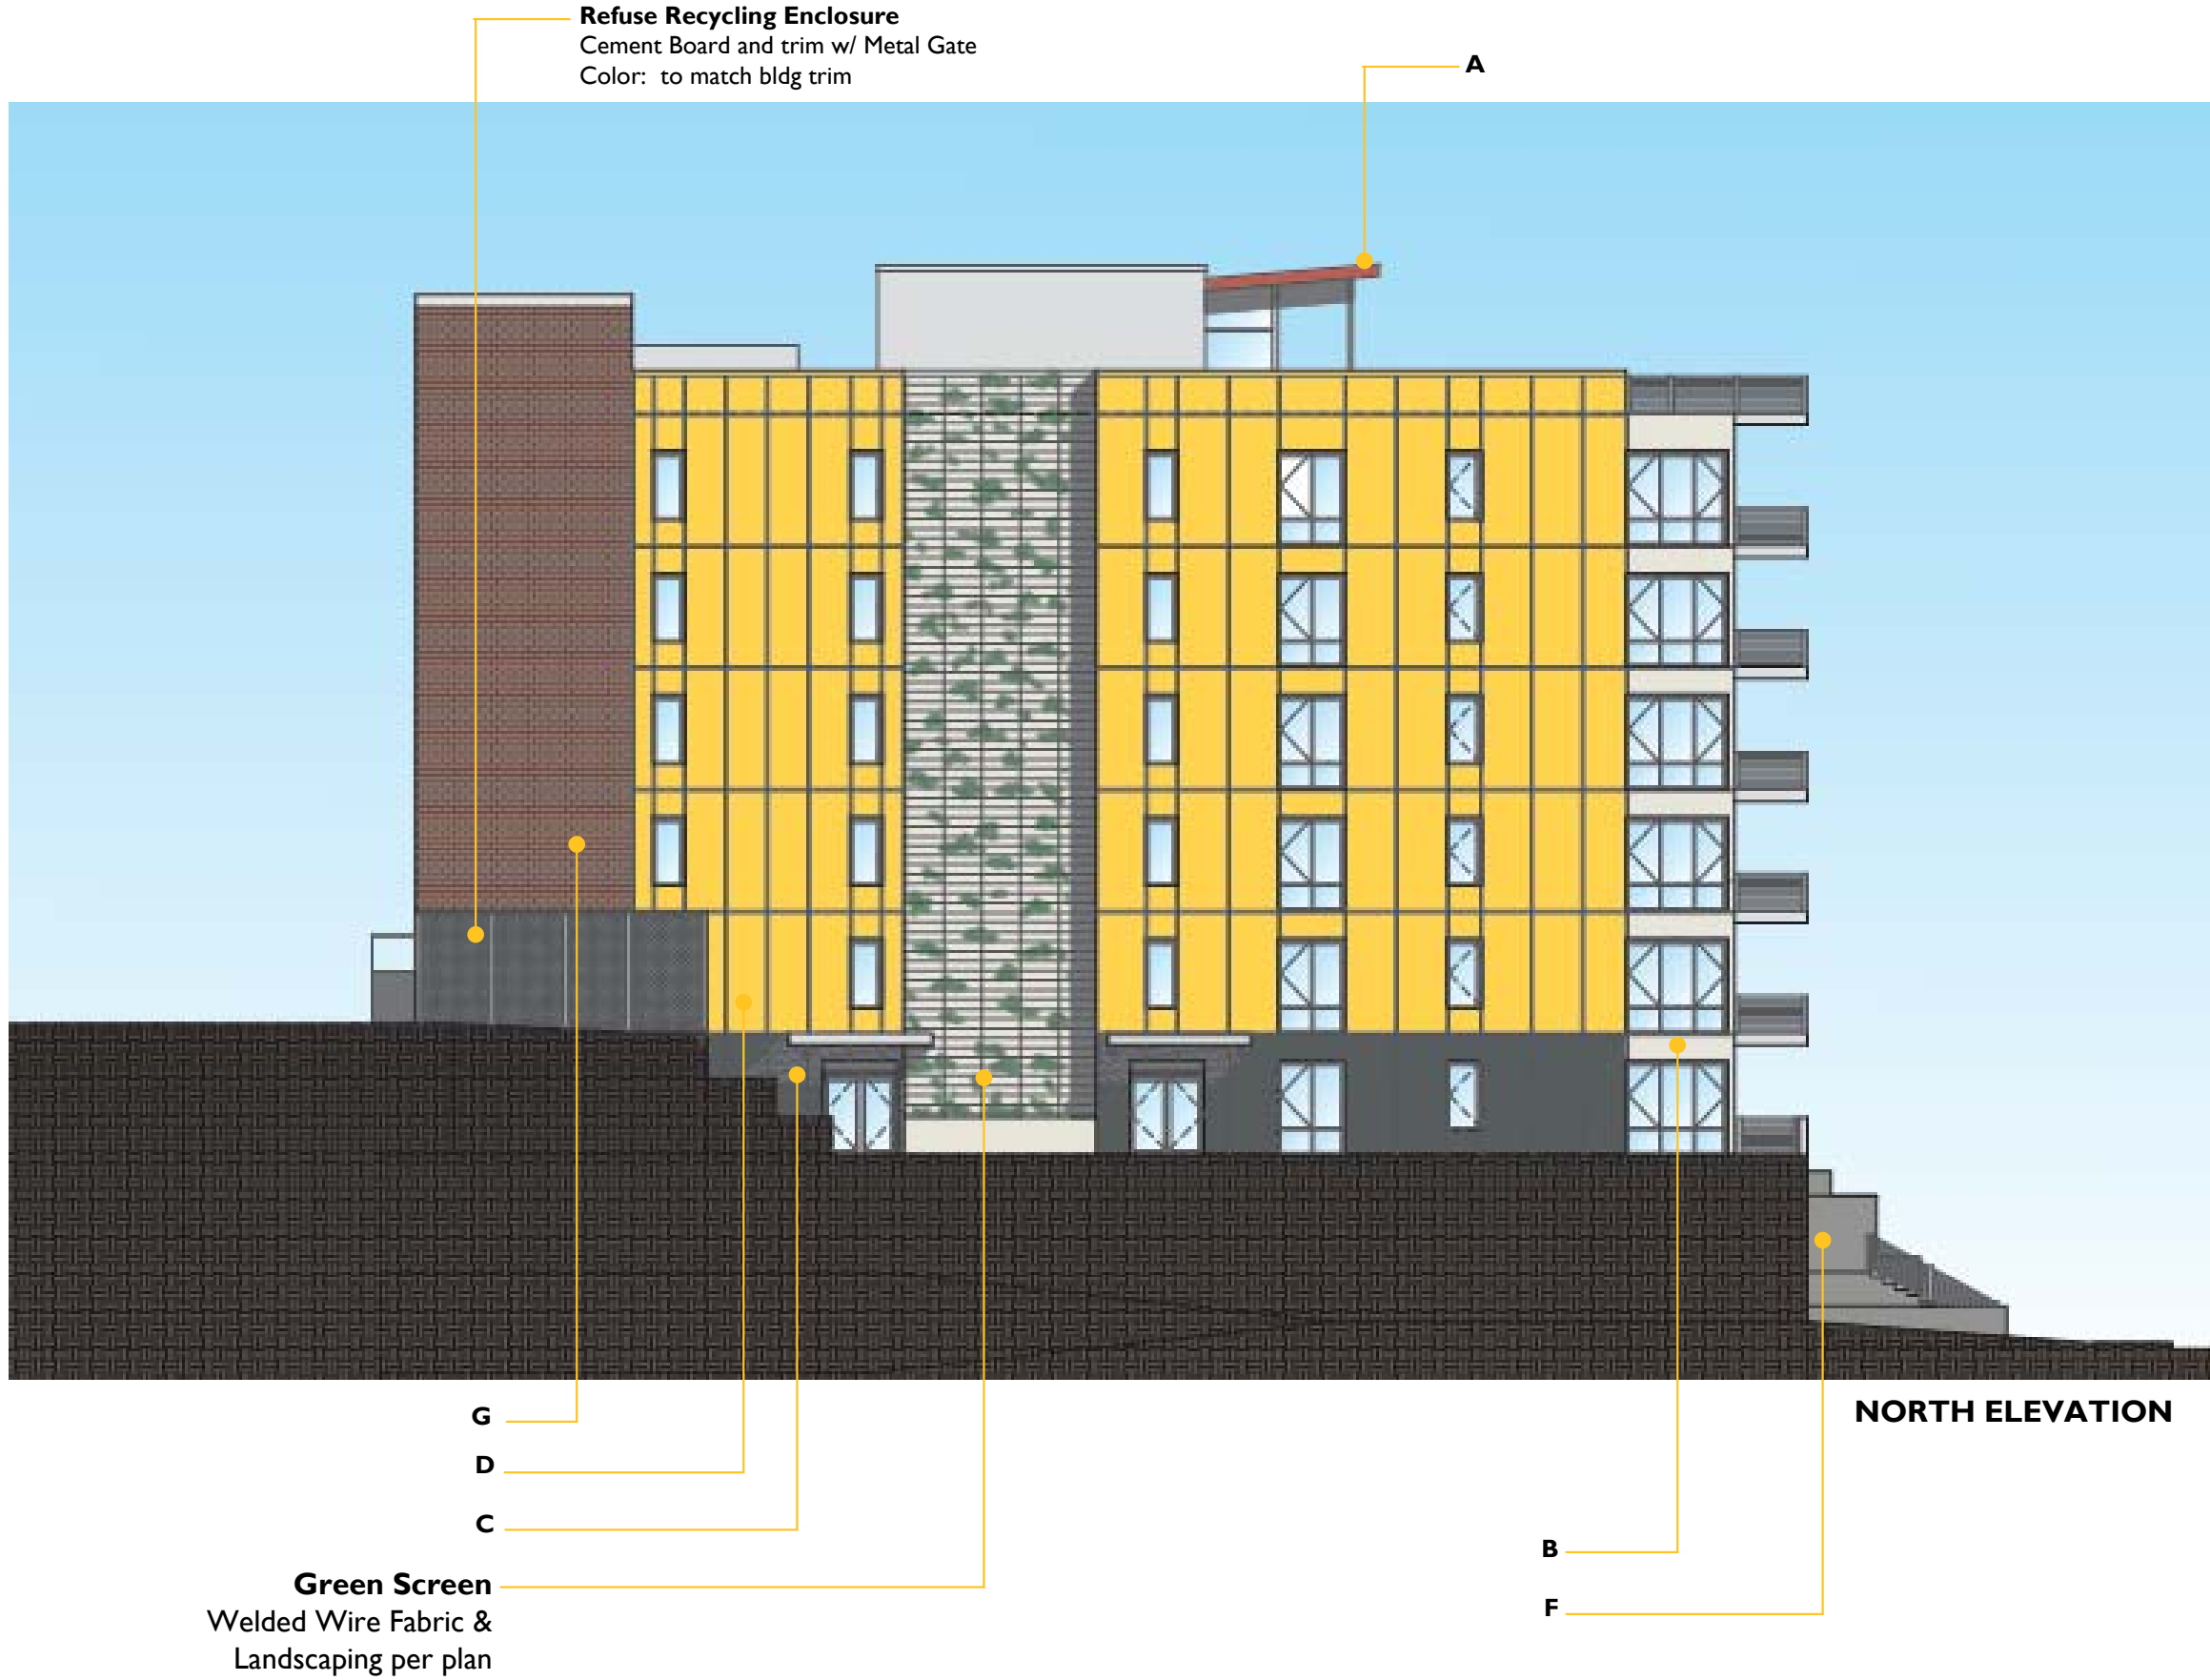 Refuse Recycling Enclosure
Cement Board and trim w/ Metal Gate
Color: to match bldg trim
A
NORTH ELEVATION
G
D
C
B
Green Screen
Welded Wire Fabric &
Landscaping per plan
F